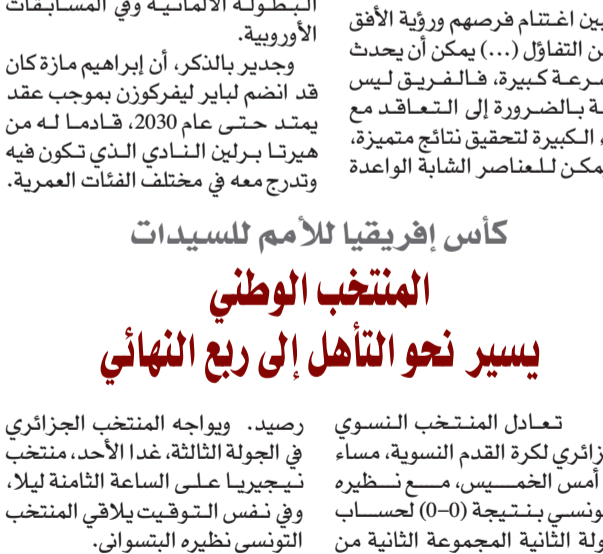 ين اغتنام فرصهم ورؤية الأفق
ن التفاؤل (...) يمكن أن يحدث
سرعة كبيرة، فالفريق ليس
ة بالضرورة إلى التعاقد مع
الكبيرة لتحقيق نتائج متميزة،
مكن للعناصر الشابة الواعدة
البطولة الألمانية وفي المسابقات
الأوروبية.
وجدير بالذكر، أن إبراهيم مازة كان
قد انضم لباير ليفركوزن بموجب عقد
يمتد حتى عام 2030، قادما له من
هيرتا برلين النادي الذي تكون فيه
وتدرج معه في مختلف الفئات العمرية.
كأس إفريقيا للأمم للسيدات
المنتخب الوطني
يسير نحو التأهل إلى ربع النهائي
تعادل المنتخب النسوي
زائري لكرة القدم النسوية، مساء
أمس الخميس، مع نظيره
ونسي بنتيجة (0–0) لحساب
ولة الثانية المجموعة الثانية من
رصيد. ويواجه المنتخب الجزائري
في الجولة الثالثة، غدا الأحد، منتخب
نيجيريا على الساعة الثامنة ليلا،
وفي نفس التوقيت يلاقي المنتخب
التونسي نظيره البتسواني.